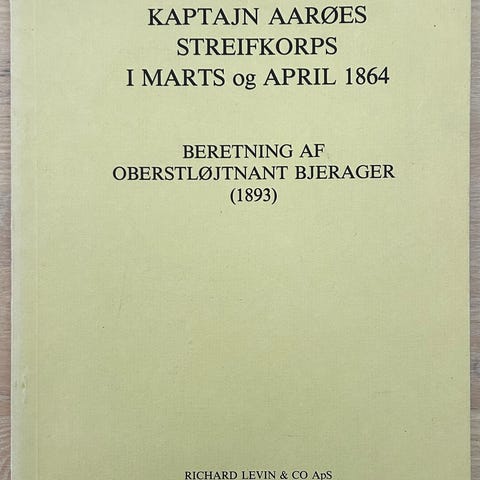 KAPTAJN AARØES
STREIFKORPS
I MARTS og APRIL 1864
BERETNING AF
OBERSTLØJTNANT BJERAGER
(1893)
RICHARD LEVIN & CO ApS